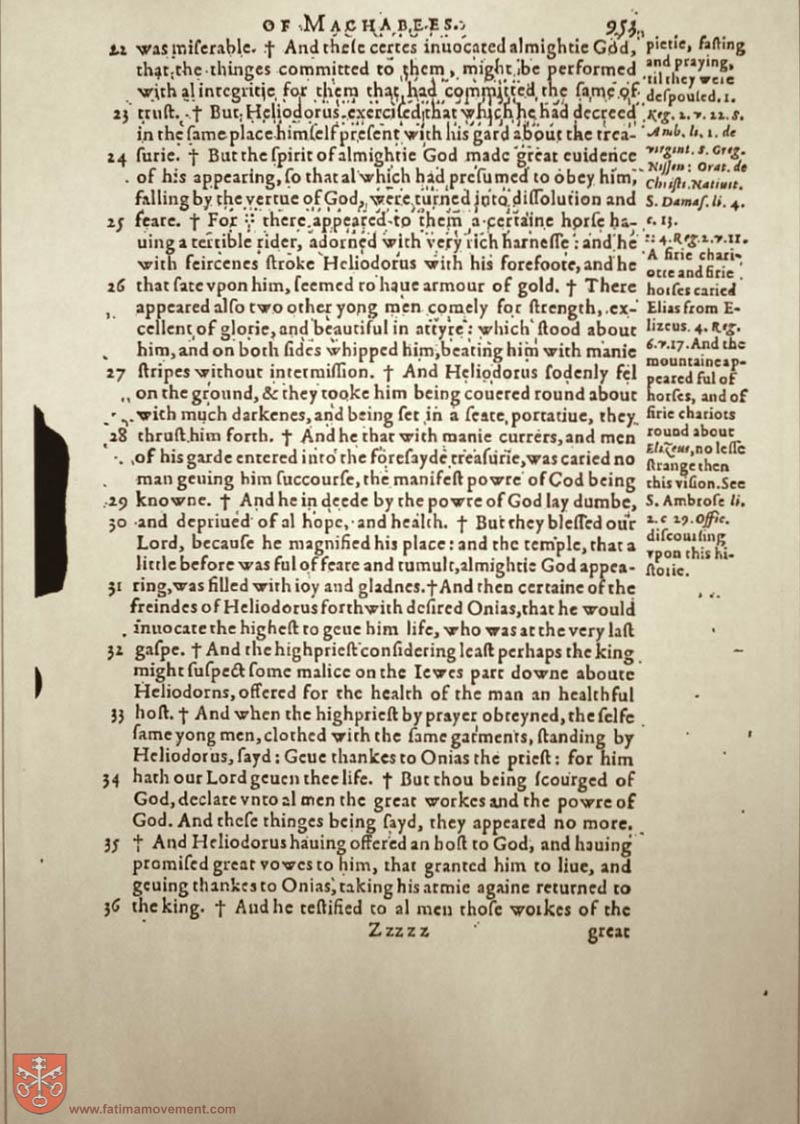 OF MACHABEES. 953.
22 was miſerable. † And theſe certes inuocated almightie God,
that the thinges committed to them, might be performed
with al integritie for them that had committed the ſame of
23 truſt. † But Heliodorus exerciſed that which he had decreed
in the ſame place himſelf preſent with his gard about the trea-
24 ſurie. † But the ſpirit of almightie God made great euidence
of his appearing, ſo that al which had preſumed to obey him,
falling by the vertue of God, were turned into diſſolution and
25 feare. † For ∵ there appeared to them a certaine horſe ha-
uing a terrible rider, adorned with very rich harneſſe: and he
with feircenes ſtroke Heliodorus with his forefoote, and he
26 that ſate vpon him, ſeemed to haue armour of gold. † There
appeared alſo two other yong men comely for ſtrength, ex-
cellent of glorie, and beautiful in attyre: which ſtood about
him, and on both ſides whipped him, beating him with manie
27 ſtripes without intermiſſion. † And Heliodorus ſodenly fel
on the ground, & they tooke him being couered round about
with much darkenes, and being ſet in a ſeate portatiue, they
28 thruſt him forth. † And he that with manie currers, and men
of his garde entered into the foreſayde treaſurie, was caried no
man geuing him ſuccourſe, the manifeſt powre of Cod being
29 knowne. † And he in deede by the powre of God lay dumbe,
30 and depriued of al hope, and health. † But they bleſſed our
Lord, becauſe he magnified his place: and the temple, that a
little before was ful of feare and tumult, almightie God appea-
31 ring, was filled with ioy and gladnes. † And then certaine of the
freindes of Heliodorus forthwith deſired Onias, that he would
inuocate the higheſt to geue him life, who was at the very laſt
32 gaſpe. † And the highprieſt conſidering leaſt perhaps the king
might ſuſpect ſome malice on the Iewes part downe aboute
Heliodorns, offered for the health of the man an healthful
33 hoſt. † And when the highprieſt by prayer obteyned, the ſelfe
ſame yong men, clothed with the ſame garments, ſtanding by
Heliodorus, ſayd: Geue thankes to Onias the prieſt: for him
34 hath our Lord geuen thee life. † But thou being ſcourged of
God, declare vnto al men the great workes and the powre of
God. And theſe thinges being ſayd, they appeared no more.
35 † And Heliodorus hauing offered an hoſt to God, and hauing
promiſed great vowes to him, that granted him to liue, and
geuing thankes to Onias, taking his armie againe returned to
36 the king. † And he teſtified to al men thoſe workes of the
Zzzzz great
pietie, faſting
and praying,
til they were
deſpouled. 1.
Reg. 2. v. 22. S.
Amb. li. 1. de
virgint. S. Greg.
Niſſen: Orat. de
Chriſti. Natiuit.
S. Damaſ. li. 4.
c. 13.
:: 4. Reg. 2. v. 11.
A firie chari-
otte and firie
horſes caried
Elias from E-
lizeus. 4. Reg.
6. v. 17. And the
mountaine ap-
peared ful of
horſes, and of
firie chariots
round about
Elizeus, no leſſe
ſtrange then
this viſion. See
S. Ambroſe li.
2. c 29. Offic.
diſcourſing
vpon this hi-
ſtorie.
www.fatimamovement.com